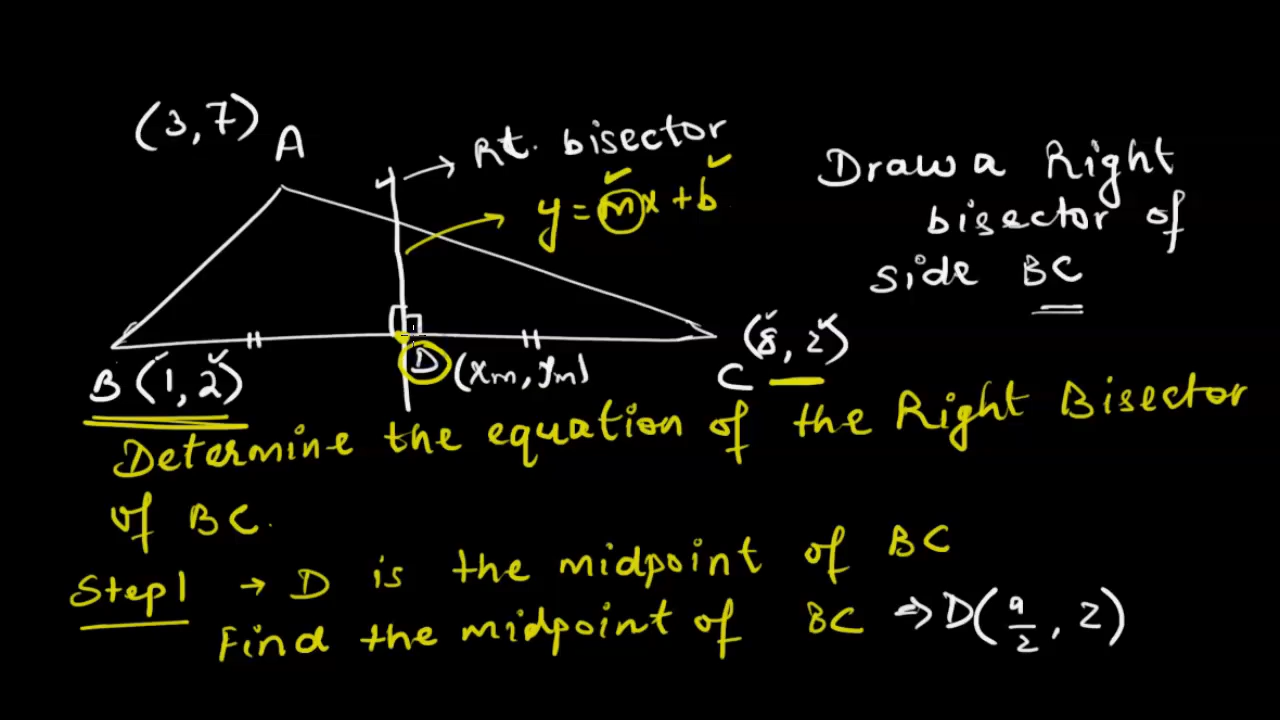 (3,7) A
Rt. bisector
y = mx + b
Draw a Right
bisector of
side BC
B (1, 2)
D (xm, ym)
C (8, 2)
Determine the equation of the Right Bisector
of BC.
Step1 → D is the midpoint of BC
Find the midpoint of BC → D(9/2, 2)